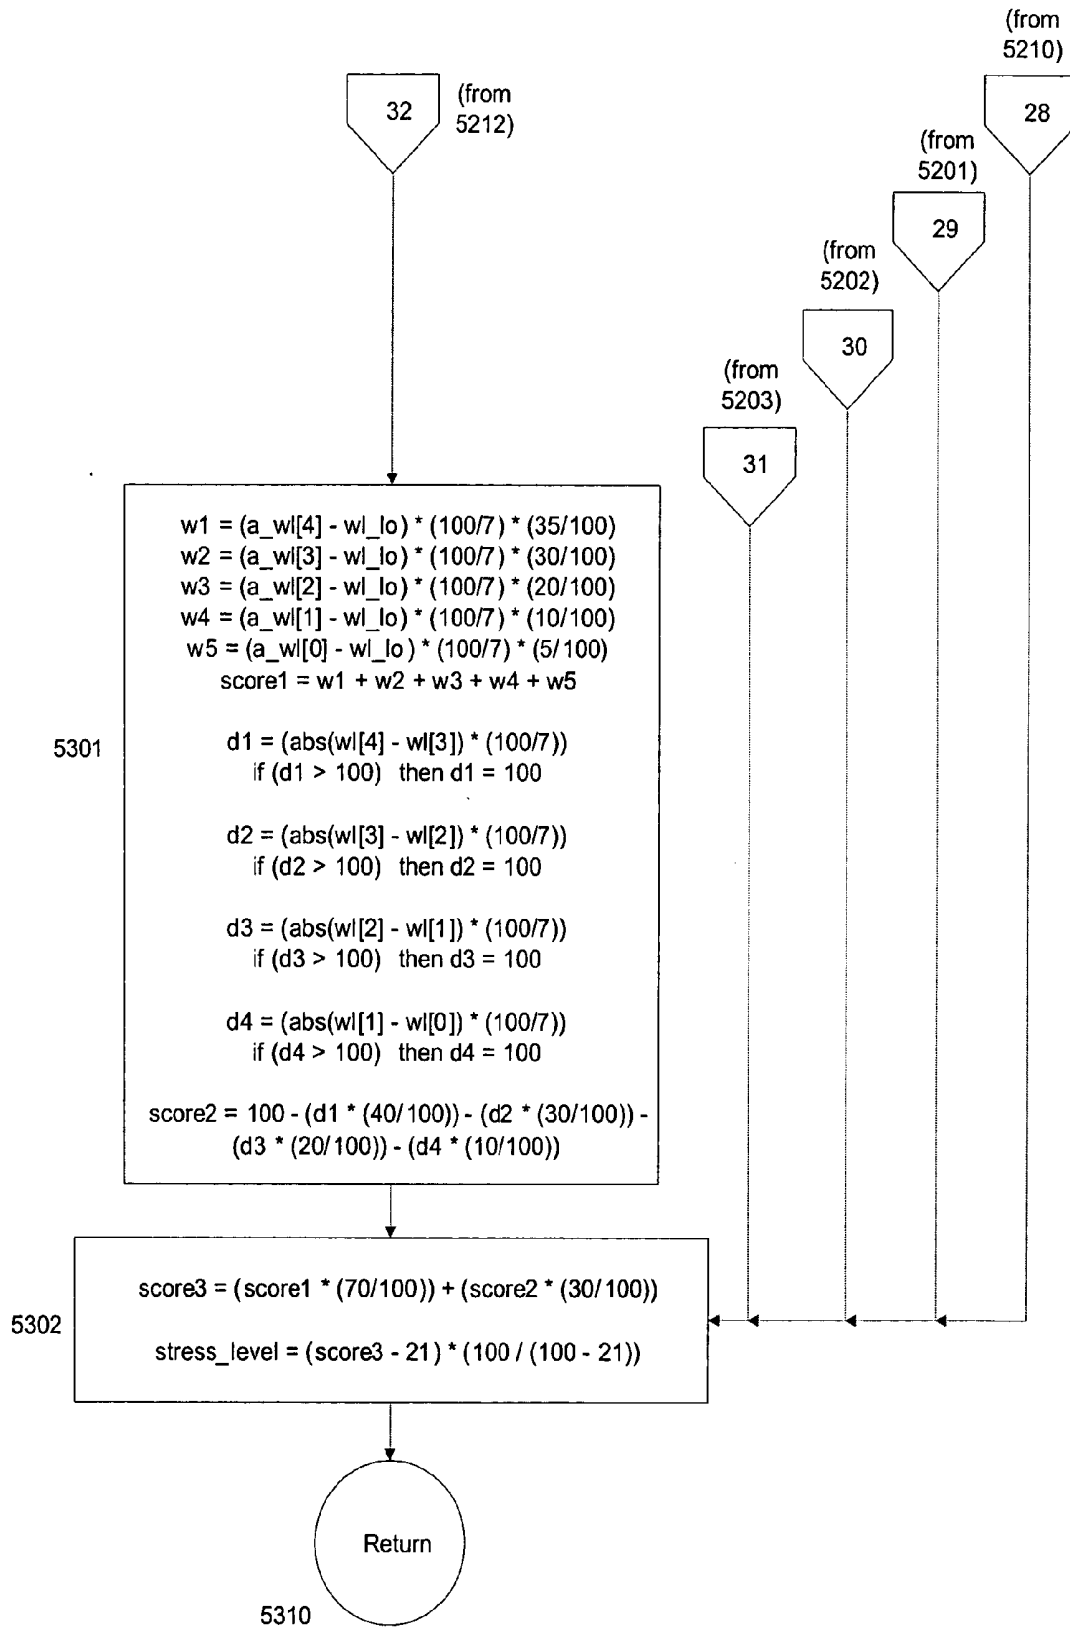 (from
5210)
28
32
(from
5212)
(from
5201)
29
(from
5202)
30
(from
5203)
31
5301
w1 = (a_wl[4] - wl_lo) * (100/7) * (35/100)
w2 = (a_wl[3] - wl_lo) * (100/7) * (30/100)
w3 = (a_wl[2] - wl_lo) * (100/7) * (20/100)
w4 = (a_wl[1] - wl_lo) * (100/7) * (10/100)
w5 = (a_wl[0] - wl_lo) * (100/7) * (5/100)
score1 = w1 + w2 + w3 + w4 + w5
d1 = (abs(wl[4] - wl[3]) * (100/7))
if (d1 > 100) then d1 = 100
d2 = (abs(wl[3] - wl[2]) * (100/7))
if (d2 > 100) then d2 = 100
d3 = (abs(wl[2] - wl[1]) * (100/7))
if (d3 > 100) then d3 = 100
d4 = (abs(wl[1] - wl[0]) * (100/7))
if (d4 > 100) then d4 = 100
score2 = 100 - (d1 * (40/100)) - (d2 * (30/100)) -
(d3 * (20/100)) - (d4 * (10/100))
5302
score3 = (score1 * (70/100)) + (score2 * (30/100))
stress_level = (score3 - 21) * (100 / (100 - 21))
Return
5310